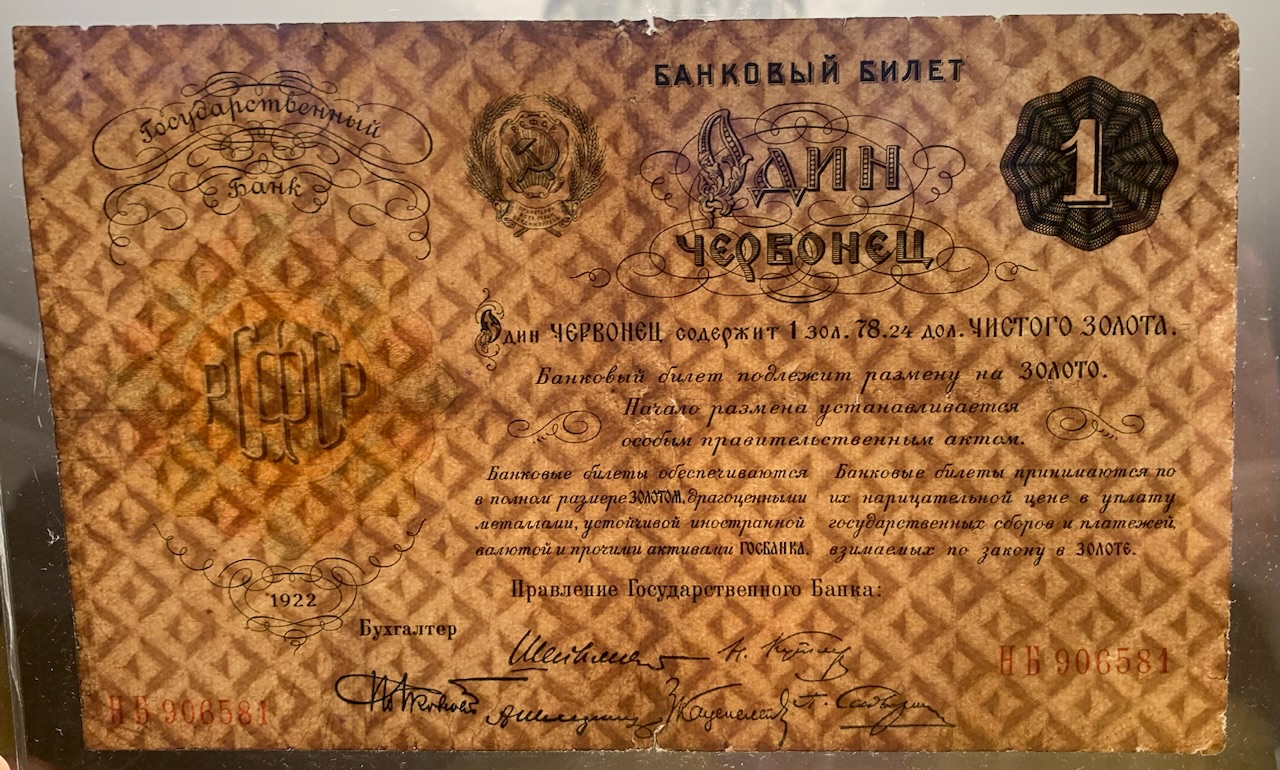 БАНКОВЫЙ БИЛЕТ
Государственный
Банк
РСФСР
Один
ЧЕРВОНЕЦ
1
Один ЧЕРВОНЕЦ содержит 1 зол. 78.24 дол. ЧИСТОГО ЗОЛОТА.
Банковый билет подлежит размену на ЗОЛОТО.
Начало размена устанавливается
особым правительственным актом.
РСФСР
Банковые билеты обеспечиваются
в полном размере ЗОЛОТОМ, драгоценными
металлами, устойчивой иностранной
валютой и прочими активами ГОСБАНКА.
Банковые билеты принимаются по
их нарицательной цене в уплату
государственных сборов и платежей,
взимаемых по закону в ЗОЛОТЕ.
Правление Государственного Банка:
1922
Бухгалтер
НБ 906581
НБ 906581